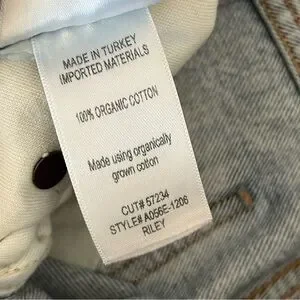 MADE IN TURKEY
IMPORTED MATERIALS
100% ORGANIC COTTON
Made using organically
grown cotton
CUT# 57234
STYLE# A056E-1206
RILEY